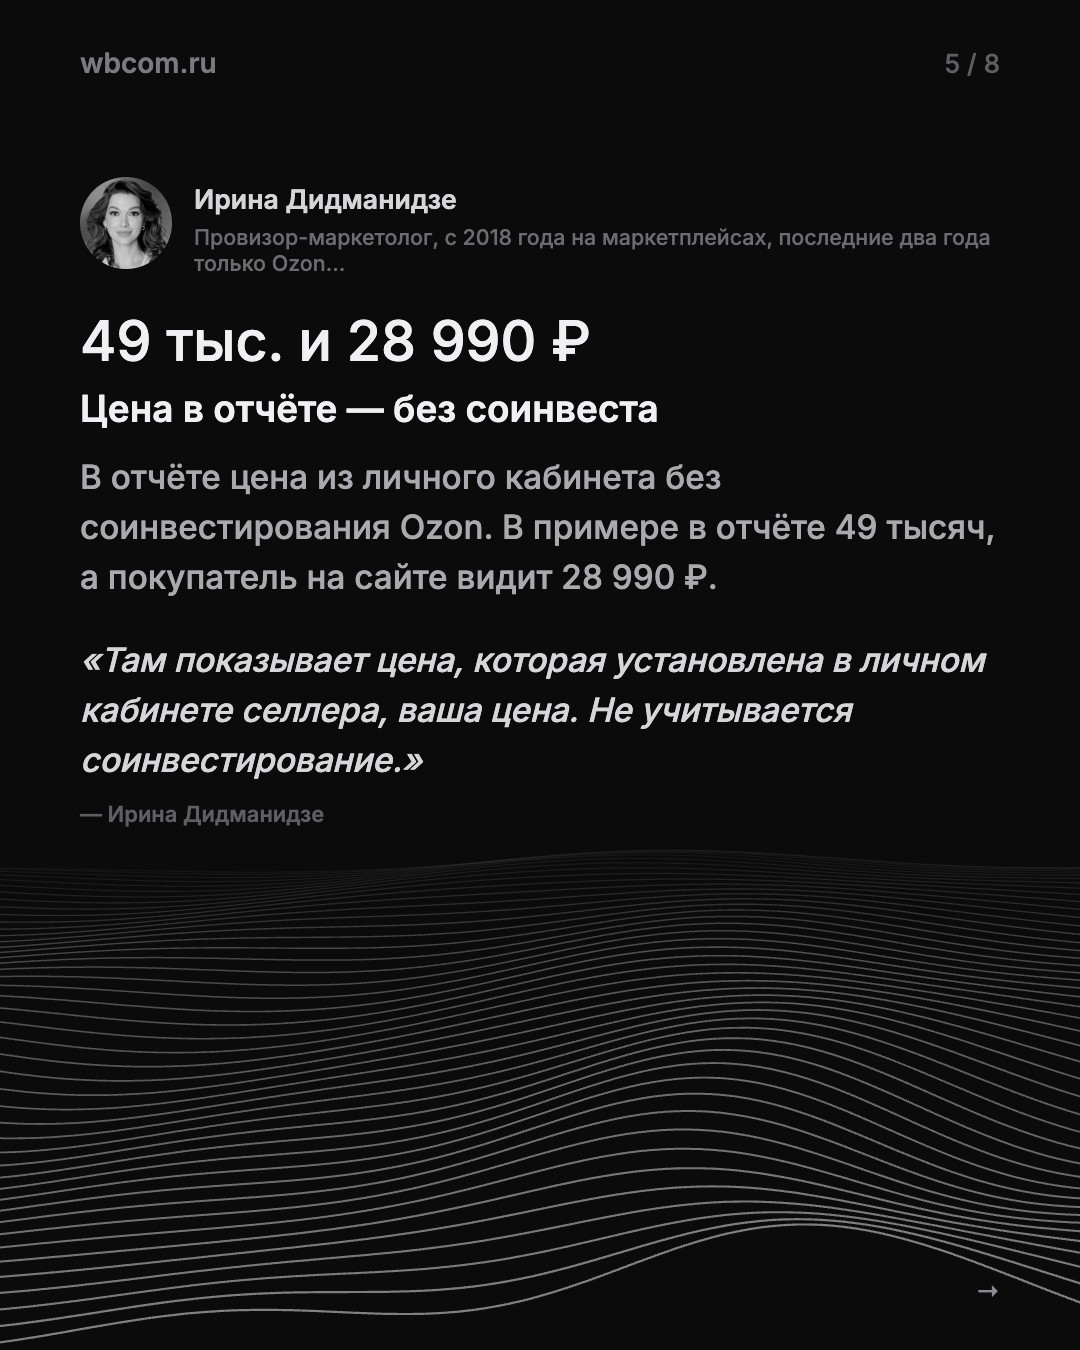 wbcom.ru
5 / 8
Ирина Дидманидзе
Провизор-маркетолог, с 2018 года на маркетплейсах, последние два года
только Ozon...
49 тыс. и 28 990 ₽
Цена в отчёте — без соинвеста
В отчёте цена из личного кабинета без
соинвестирования Ozon. В примере в отчёте 49 тысяч,
а покупатель на сайте видит 28 990 ₽.
«Там показывает цена, которая установлена в личном
кабинете селлера, ваша цена. Не учитывается
соинвестирование.»
— Ирина Дидманидзе
→